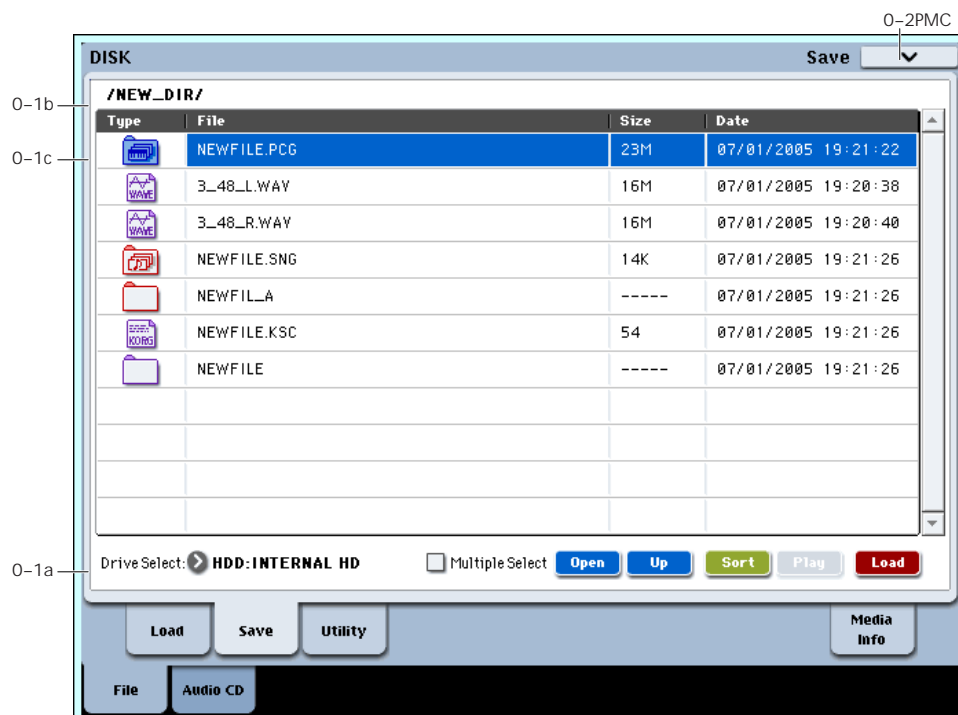 0–2PMC
DISK Save
/NEW_DIR/
0–1b
Type File Size Date
0–1c
NEWFILE.PCG 23M 07/01/2005 19:21:22
WAVE 3_48_L.WAV 16M 07/01/2005 19:20:38
WAVE 3_48_R.WAV 16M 07/01/2005 19:20:40
NEWFILE.SNG 14K 07/01/2005 19:21:26
NEWFIL_A ----- 07/01/2005 19:21:26
KORG NEWFILE.KSC 54 07/01/2005 19:21:26
NEWFILE ----- 07/01/2005 19:21:26
0–1a
Drive Select: HDD:INTERNAL HD Multiple Select Open Up Sort Play Load
Load Save Utility Media Info
File Audio CD